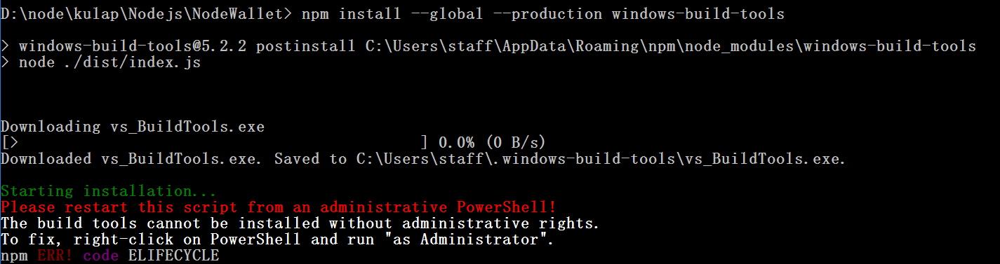 D:\node\kulap\Nodejs\NodeWallet> npm install --global --production windows-build-tools
> windows-build-tools@5.2.2 postinstall C:\Users\staff\AppData\Roaming\npm\node_modules\windows-build-tools
> node ./dist/index.js
Downloading vs_BuildTools.exe
[> ] 0.0% (0 B/s)
Downloaded vs_BuildTools.exe. Saved to C:\Users\staff\.windows-build-tools\vs_BuildTools.exe.
Starting installation...
Please restart this script from an administrative PowerShell!
The build tools cannot be installed without administrative rights.
To fix, right-click on PowerShell and run "as Administrator".
npm ERR! code ELIFECYCLE